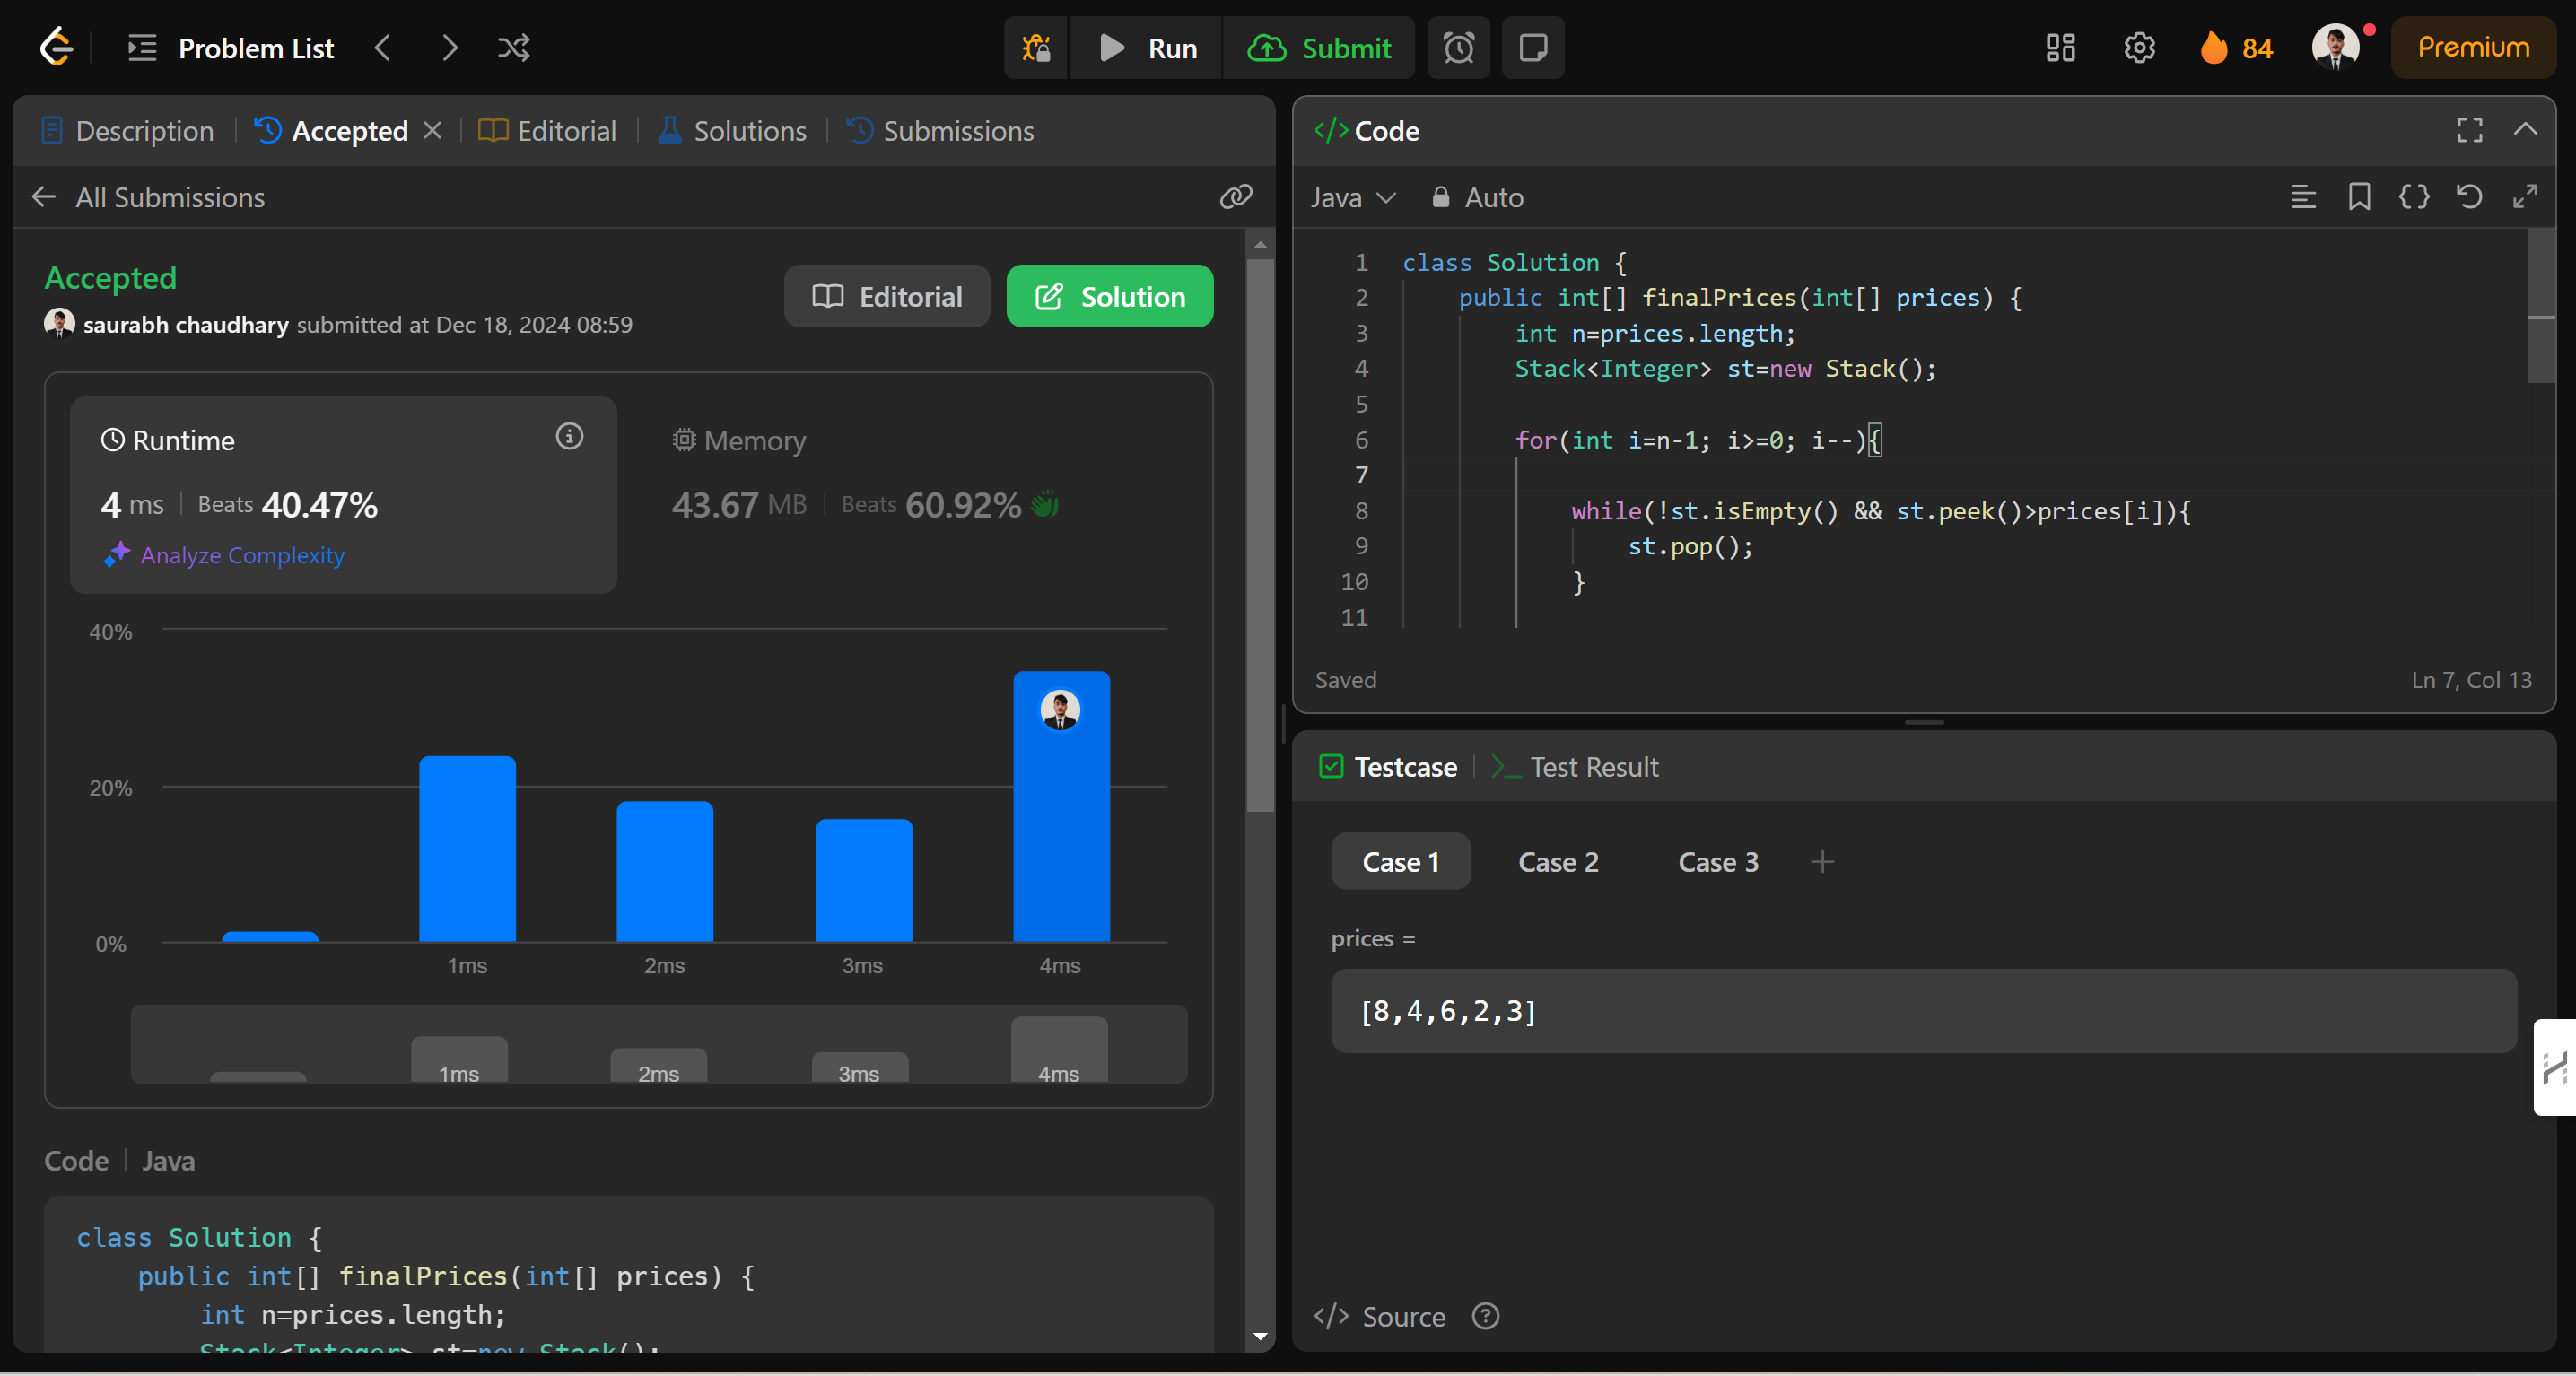 Problem List
Run
Submit
84
Premium
Description
Accepted
Editorial
Solutions
Submissions
All Submissions
Accepted
saurabh chaudhary submitted at Dec 18, 2024 08:59
Editorial
Solution
Runtime
4 ms
Beats 40.47%
Analyze Complexity
Memory
43.67 MB
Beats 60.92%
40%
20%
0%
1ms
2ms
3ms
4ms
1ms
2ms
3ms
4ms
Code
Java
class Solution {
public int[] finalPrices(int[] prices) {
int n=prices.length;
Stack<Integer> st=new Stack();
</> Code
Java
Auto
1 class Solution {
2 public int[] finalPrices(int[] prices) {
3 int n=prices.length;
4 Stack<Integer> st=new Stack();
5
6 for(int i=n-1; i>=0; i--){
7
8 while(!st.isEmpty() && st.peek()>prices[i]){
9 st.pop();
10 }
11
Saved
Ln 7, Col 13
Testcase
Test Result
Case 1
Case 2
Case 3
prices =
[8,4,6,2,3]
</> Source